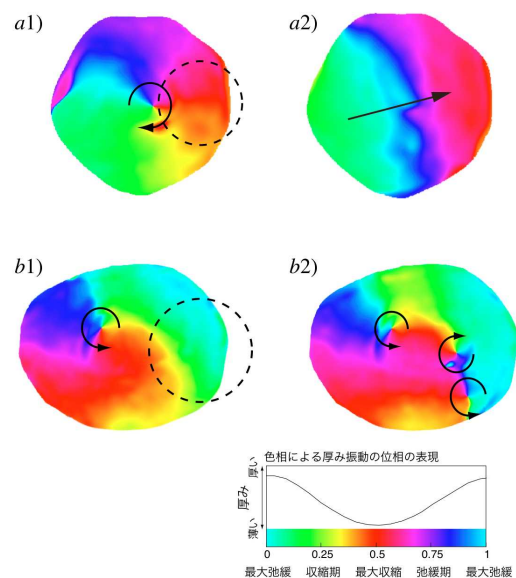 a1)
a2)
b1)
b2)
色相による厚み振動の位相の表現
厚い
厚み
薄い
0 0.25 0.5 0.75 1
最大弛緩 収縮期 最大収縮 弛緩期 最大弛緩